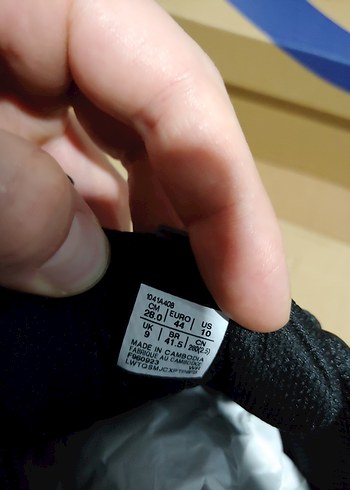 1041A408
CM EURO US
28.0 44 10
UK BR CN
9 41.5 280(2.5)
MADE IN CAMBODIA
FABRIQUÉ AU CAMBODGE
F960923